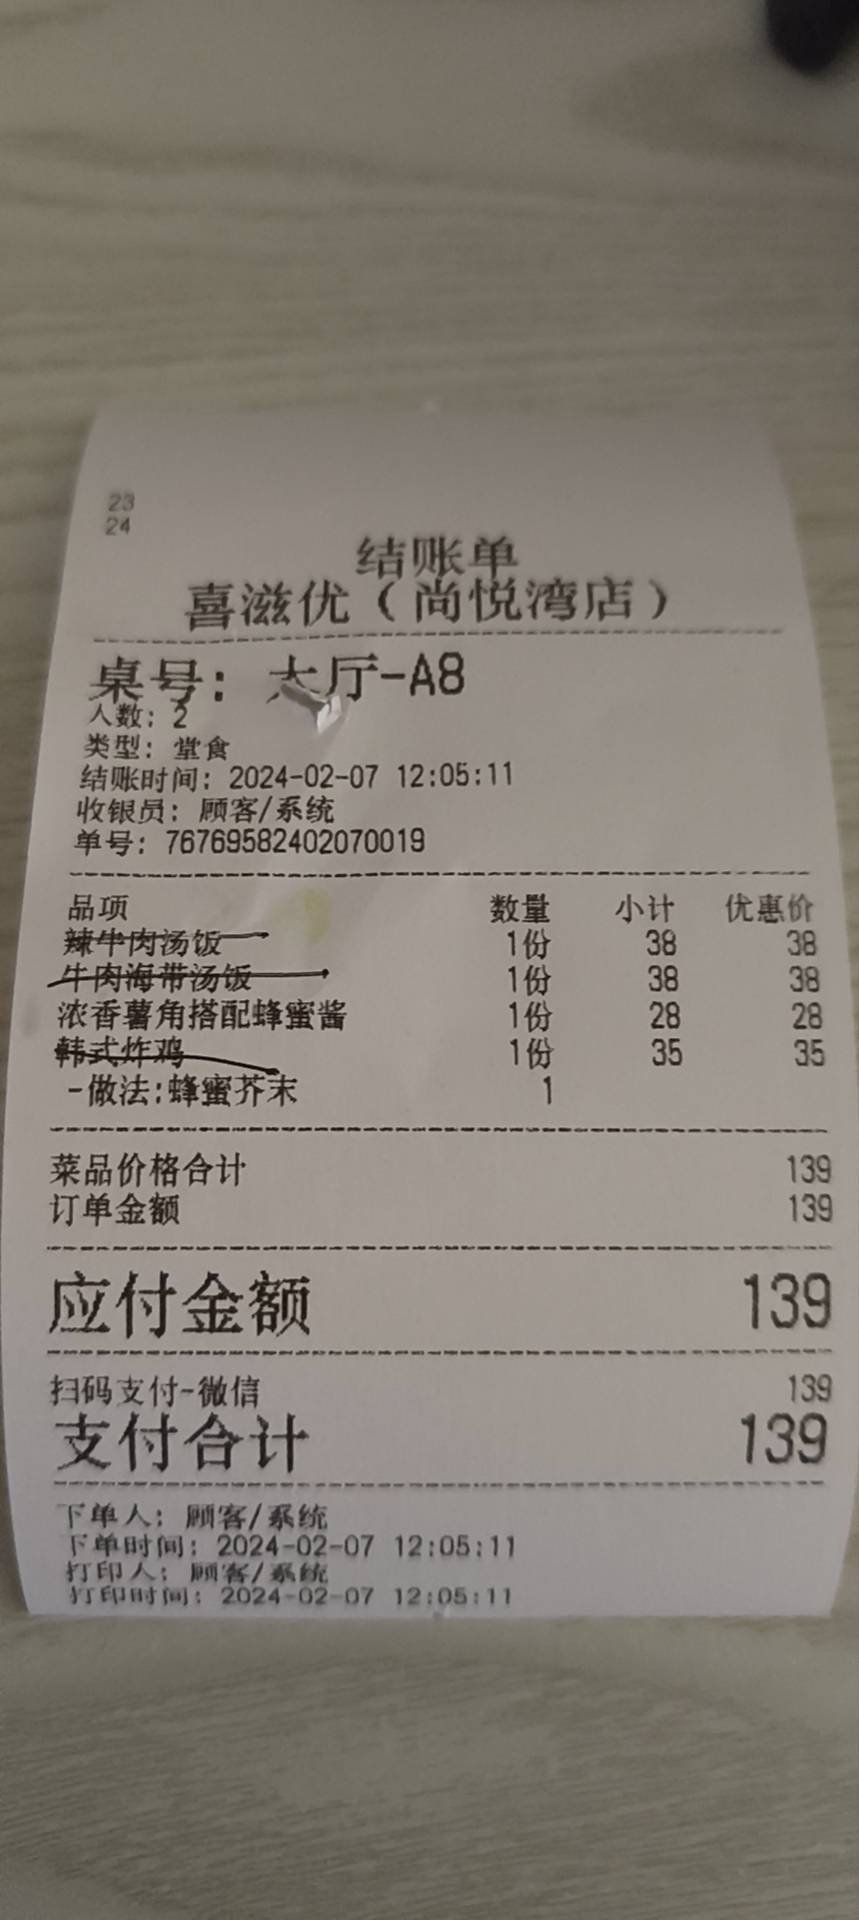 23
24
结账单
喜滋优（尚悦湾店）
桌号：大厅-A8
人数：2
类型：堂食
结账时间：2024-02-07 12:05:11
收银员：顾客/系统
单号：76769582402070019
品项 数量 小计 优惠价
辣牛肉汤饭 1份 38 38
牛肉海带汤饭 1份 38 38
浓香薯角搭配蜂蜜酱 1份 28 28
韩式炸鸡 1份 35 35
-做法:蜂蜜芥末 1
菜品价格合计 139
订单金额 139
应付金额 139
扫码支付-微信 139
支付合计 139
下单人：顾客/系统
下单时间：2024-02-07 12:05:11
打印人：顾客/系统
打印时间：2024-02-07 12:05:11